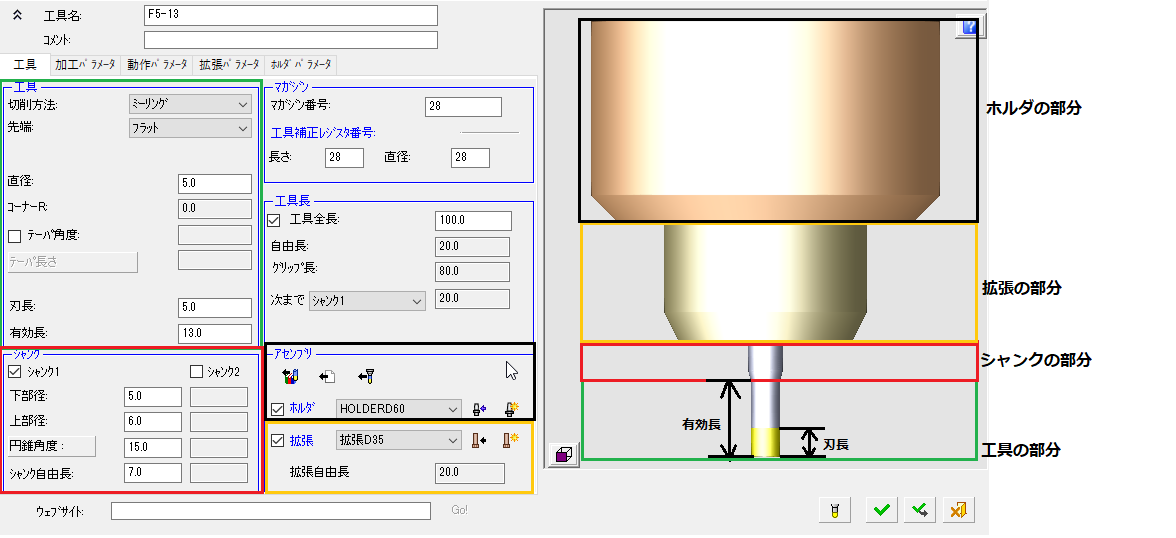 工具名: F5-13
コメント:
工具 加工パラメータ 動作パラメータ 拡張パラメータ ホルダパラメータ
工具
切削方法: ミーリング
先端: フラット
直径: 5.0
コーナーR: 0.0
テーパ角度:
テーパ長さ
刃長: 5.0
有効長: 13.0
シャンク
シャンク1 シャンク2
下部径: 5.0
上部径: 6.0
円錐角度: 15.0
シャンク自由長: 7.0
マガジン
マガジン番号: 28
工具補正レジスタ番号:
長さ: 28 直径: 28
工具長
工具全長: 100.0
自由長: 20.0
グリップ長: 80.0
次まで シャンク1 20.0
アセンブリ
ホルダ HOLDERD60
拡張 拡張D35
拡張自由長 20.0
ウェブサイト: Go!
ホルダの部分
拡張の部分
シャンクの部分
工具の部分
有効長
刃長
?